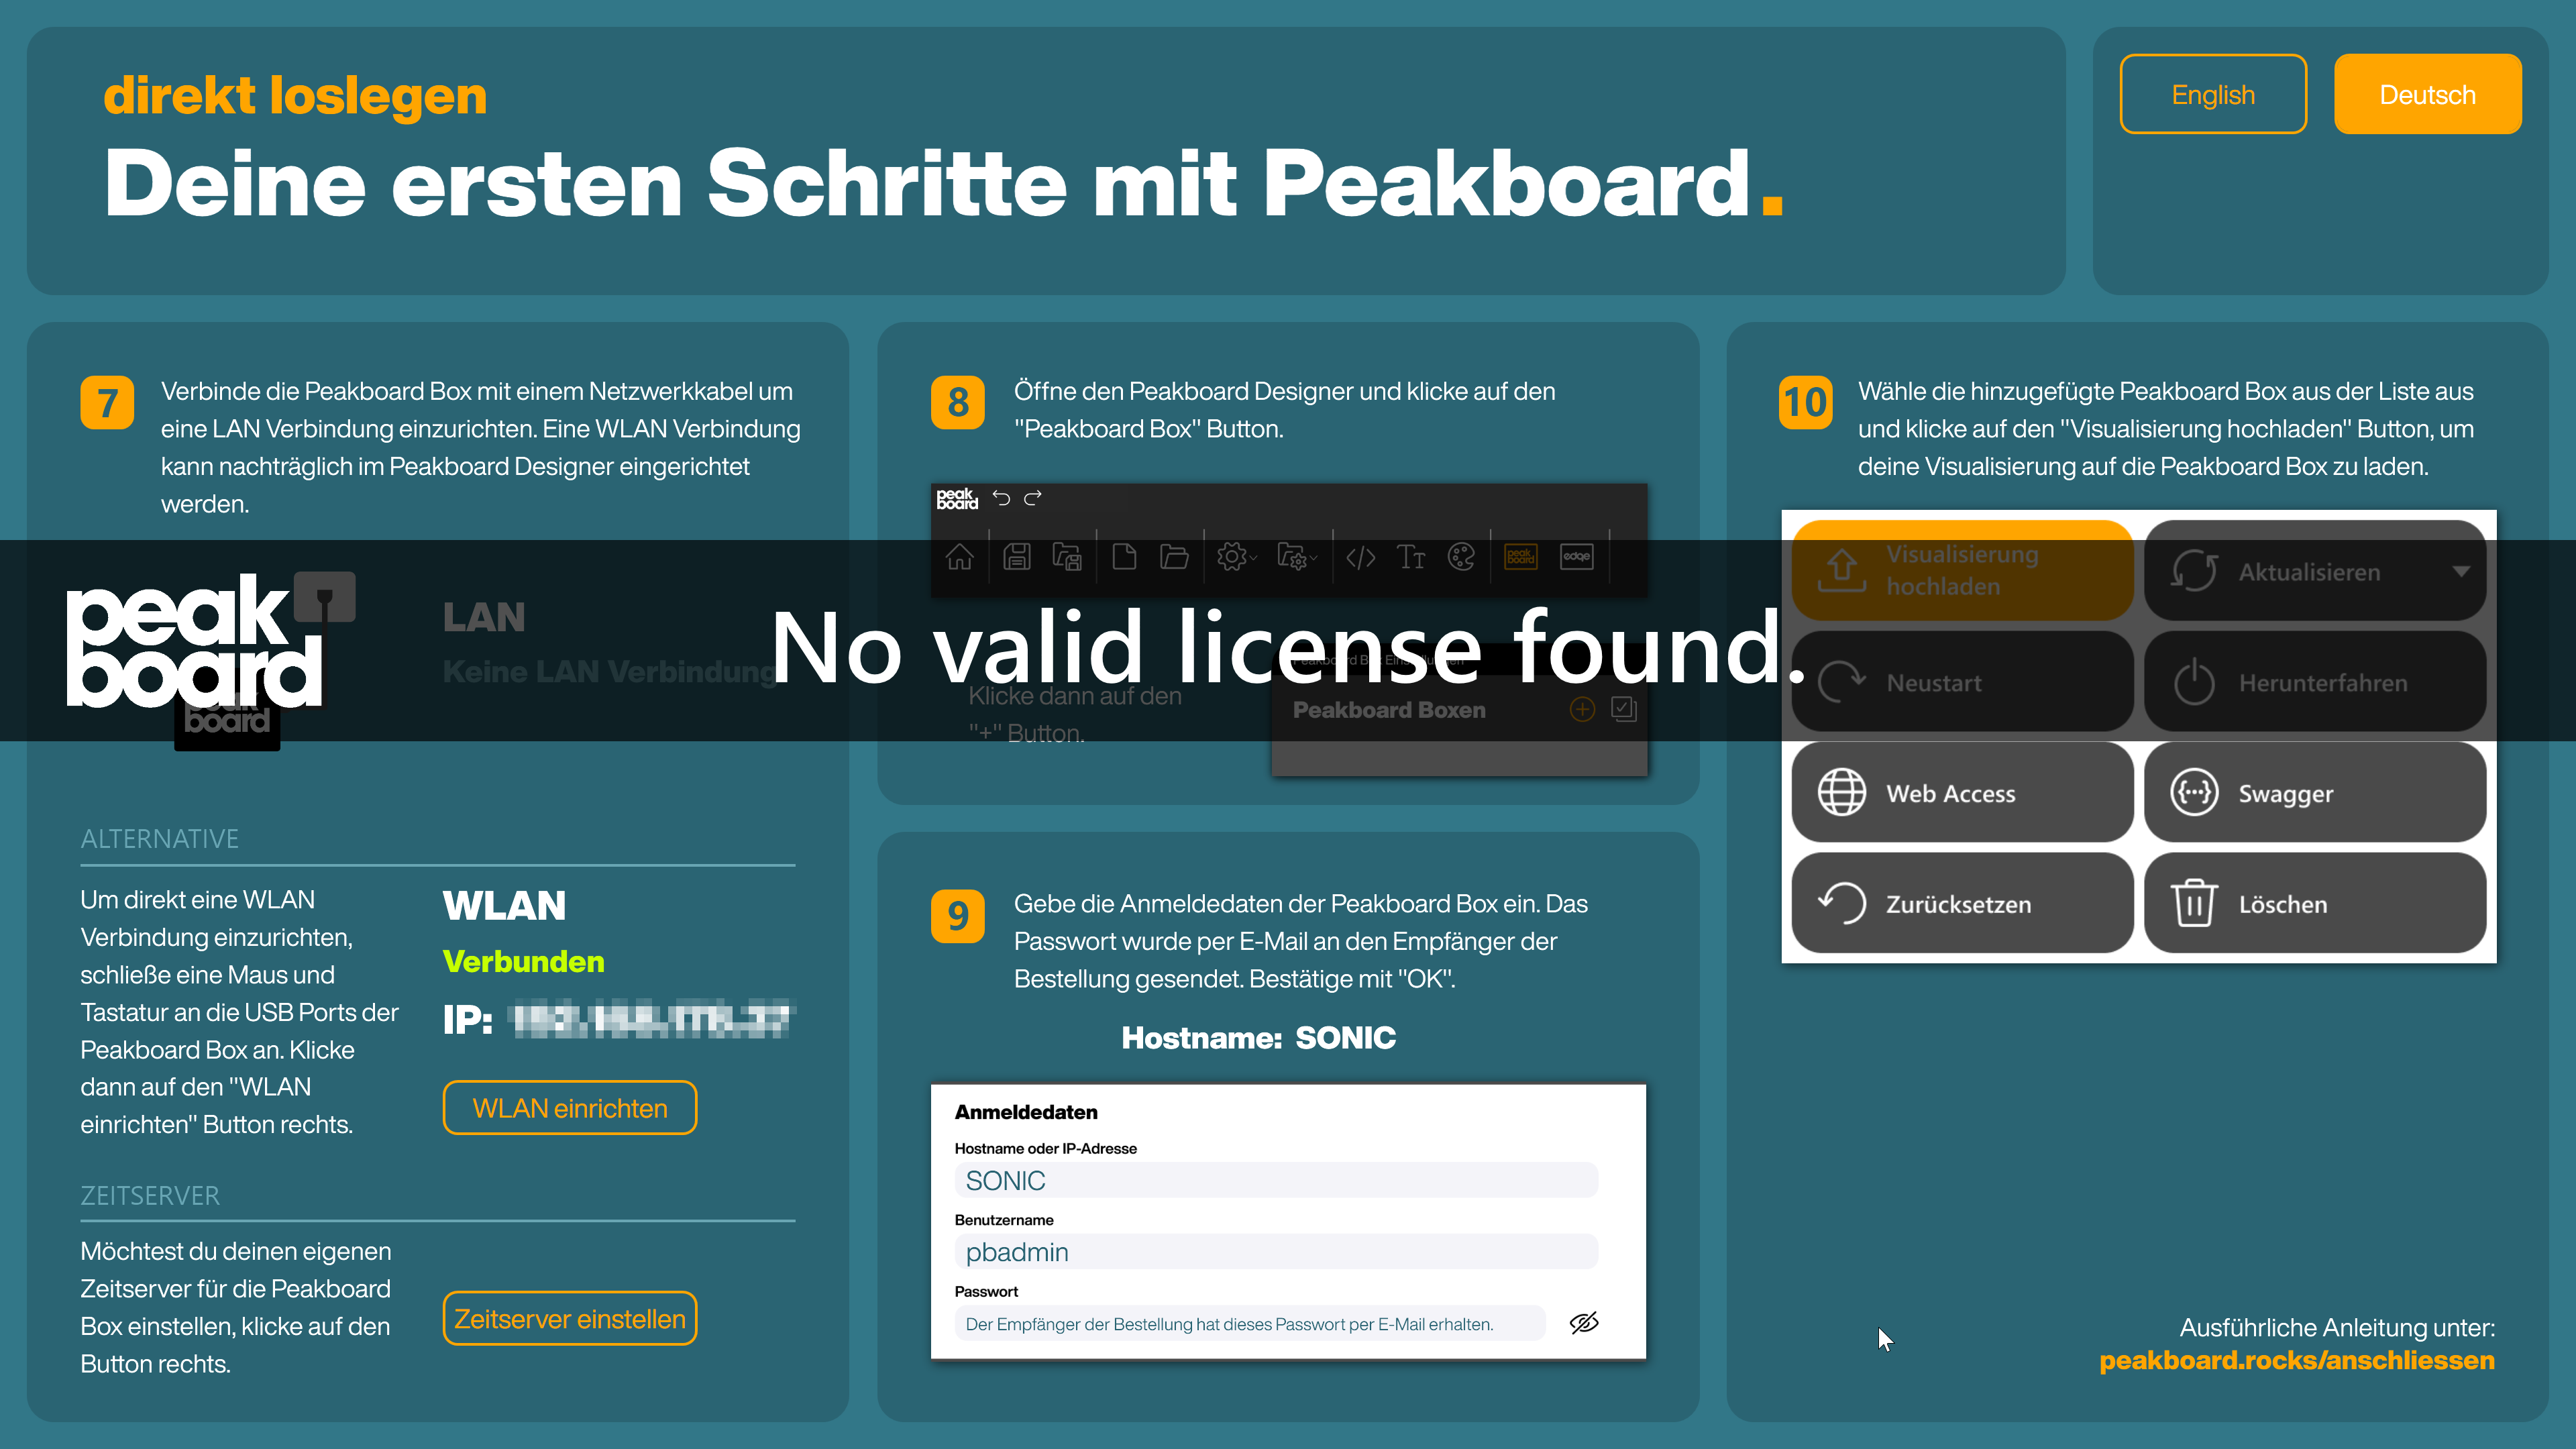 direkt loslegen
Deine ersten Schritte mit Peakboard.
English
Deutsch
7
Verbinde die Peakboard Box mit einem Netzwerkkabel um
eine LAN Verbindung einzurichten. Eine WLAN Verbindung
kann nachträglich im Peakboard Designer eingerichtet
werden.
peak
board
board
LAN
Keine LAN Verbindung
No valid license found.
ALTERNATIVE
Um direkt eine WLAN
Verbindung einzurichten,
schließe eine Maus und
Tastatur an die USB Ports der
Peakboard Box an. Klicke
dann auf den "WLAN
einrichten" Button rechts.
WLAN
Verbunden
IP:
WLAN einrichten
ZEITSERVER
Möchtest du deinen eigenen
Zeitserver für die Peakboard
Box einstellen, klicke auf den
Button rechts.
Zeitserver einstellen
8
Öffne den Peakboard Designer und klicke auf den
"Peakboard Box" Button.
peak
board
Tt
peak
board
edge
Klicke dann auf den
"+" Button.
Peakboard Boxen
9
Gebe die Anmeldedaten der Peakboard Box ein. Das
Passwort wurde per E-Mail an den Empfänger der
Bestellung gesendet. Bestätige mit "OK".
Hostname: SONIC
Anmeldedaten
Hostname oder IP-Adresse
SONIC
Benutzername
pbadmin
Passwort
Der Empfänger der Bestellung hat dieses Passwort per E-Mail erhalten.
10
Wähle die hinzugefügte Peakboard Box aus der Liste aus
und klicke auf den "Visualisierung hochladen" Button, um
deine Visualisierung auf die Peakboard Box zu laden.
Visualisierung
hochladen
Aktualisieren
Neustart
Herunterfahren
Web Access
Swagger
Zurücksetzen
Löschen
Ausführliche Anleitung unter:
peakboard.rocks/anschliessen